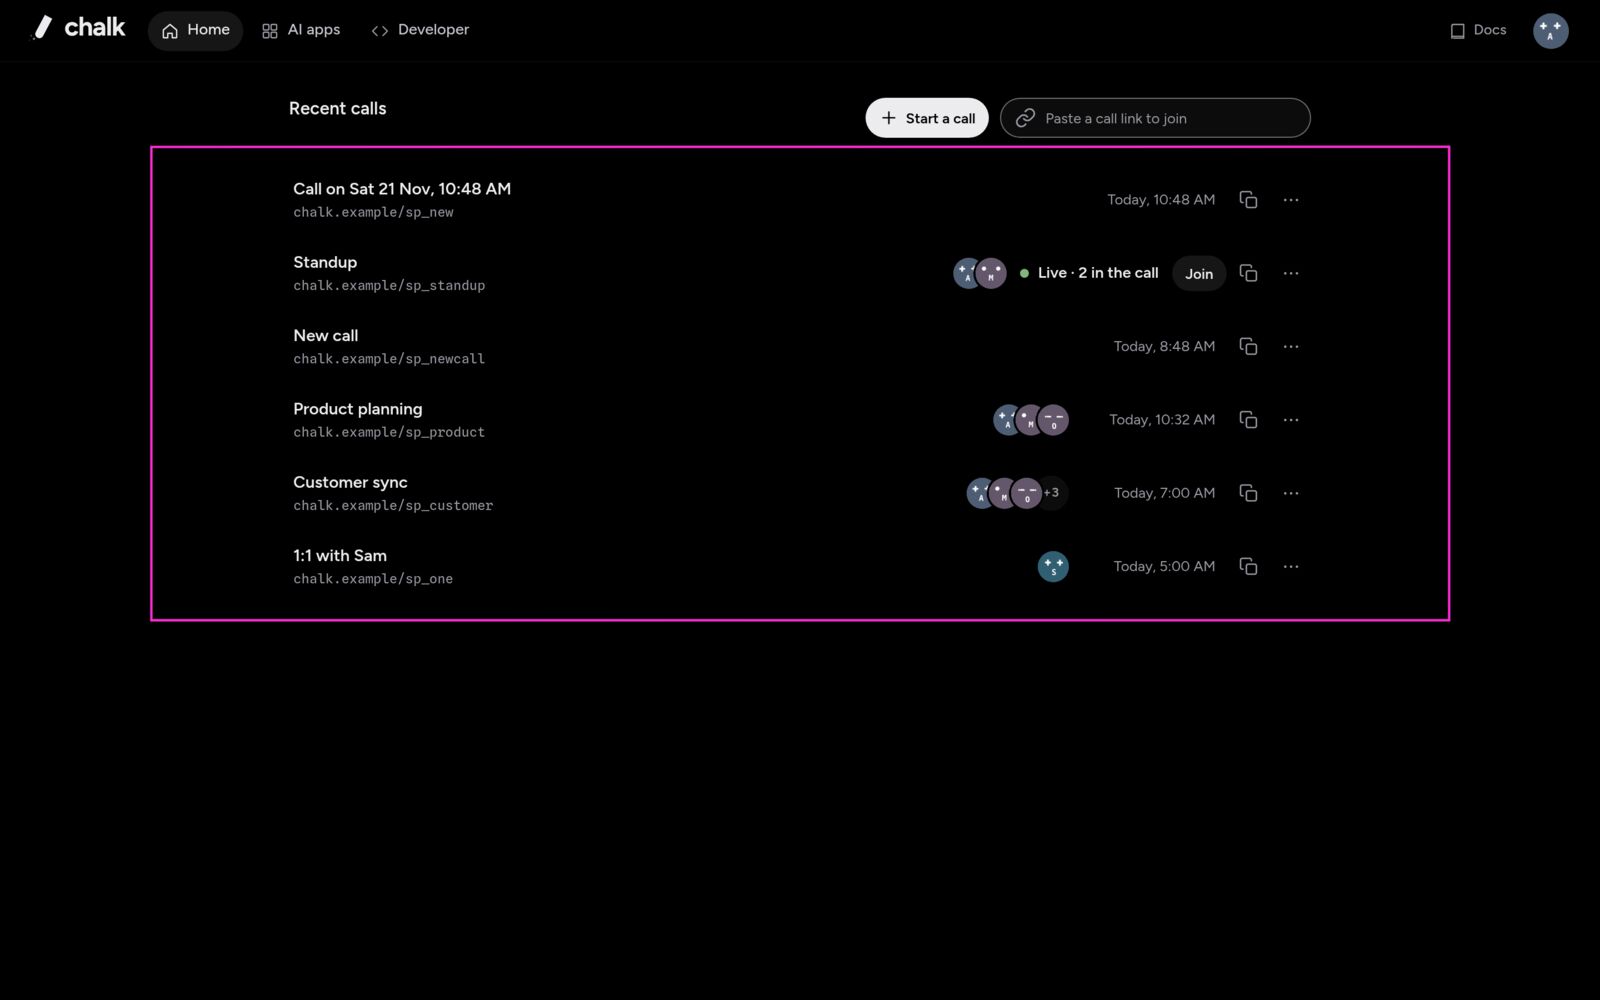 chalk
Home
AI apps
Developer
Docs
A
Recent calls
Start a call
Paste a call link to join
Call on Sat 21 Nov, 10:48 AM
chalk.example/sp_new
Today, 10:48 AM
Standup
chalk.example/sp_standup
A M
Live · 2 in the call
Join
New call
chalk.example/sp_newcall
Today, 8:48 AM
Product planning
chalk.example/sp_product
A M O
Today, 10:32 AM
Customer sync
chalk.example/sp_customer
A M O +3
Today, 7:00 AM
1:1 with Sam
chalk.example/sp_one
S
Today, 5:00 AM